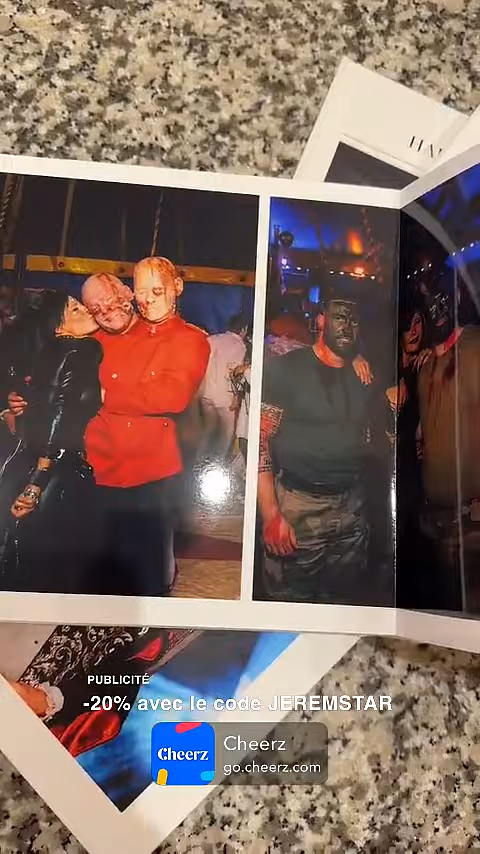 PUBLICITÉ
-20% avec le code JEREMSTAR
Cheerz
Cheerz
go.cheerz.com